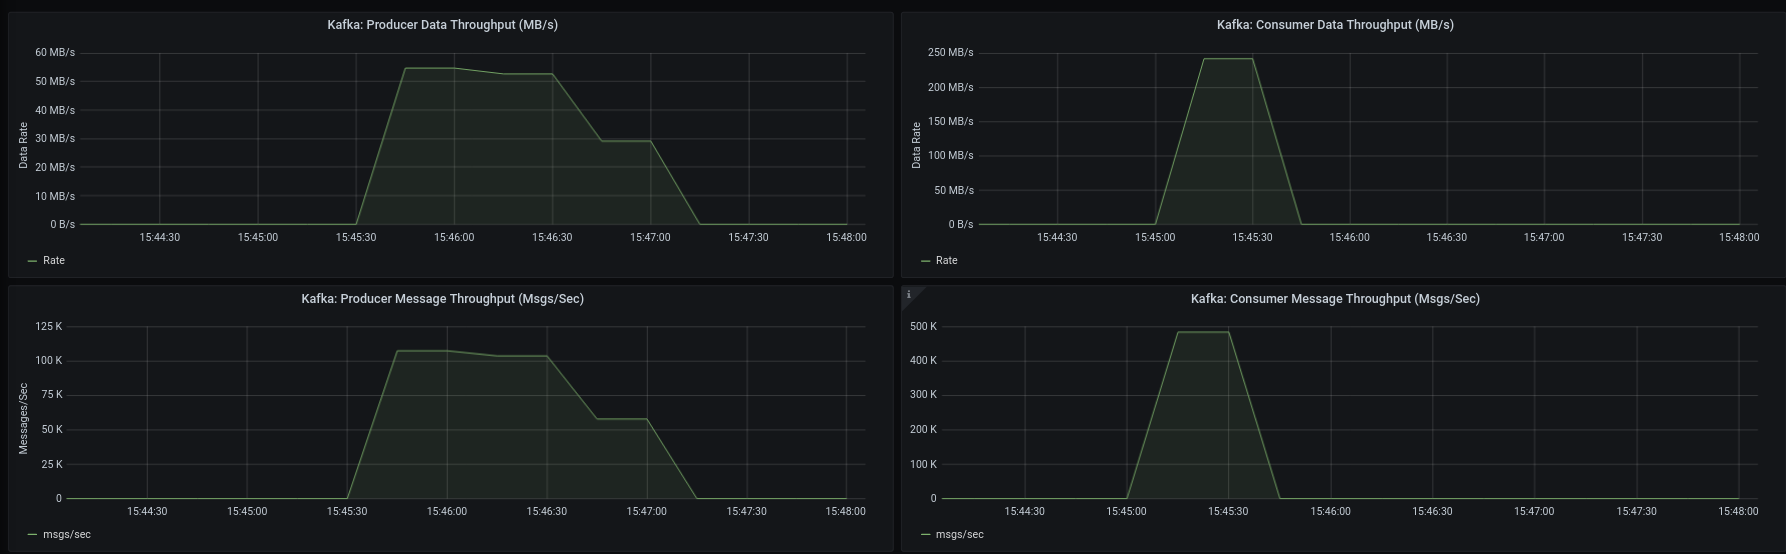 Kafka: Producer Data Throughput (MB/s)
60 MB/s
50 MB/s
40 MB/s
30 MB/s
20 MB/s
10 MB/s
0 B/s
Data Rate
15:44:30 15:45:00 15:45:30 15:46:00 15:46:30 15:47:00 15:47:30 15:48:00
Rate
Kafka: Consumer Data Throughput (MB/s)
250 MB/s
200 MB/s
150 MB/s
100 MB/s
50 MB/s
0 B/s
Data Rate
15:44:30 15:45:00 15:45:30 15:46:00 15:46:30 15:47:00 15:47:30 15:48:00
Rate
Kafka: Producer Message Throughput (Msgs/Sec)
125 K
100 K
75 K
50 K
25 K
0
Messages/Sec
15:44:30 15:45:00 15:45:30 15:46:00 15:46:30 15:47:00 15:47:30 15:48:00
msgs/sec
i
Kafka: Consumer Message Throughput (Msgs/Sec)
500 K
400 K
300 K
200 K
100 K
0
15:44:30 15:45:00 15:45:30 15:46:00 15:46:30 15:47:00 15:47:30 15:48:00
msgs/sec